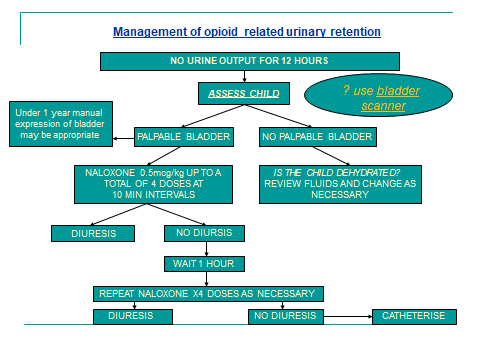 Management of opioid related urinary retention
NO URINE OUTPUT FOR 12 HOURS
ASSESS CHILD
? use bladder
scanner
Under 1 year manual
expression of bladder
may be appropriate
PALPABLE BLADDER
NO PALPABLE BLADDER
NALOXONE 0.5mcg/kg UP TO A
TOTAL OF 4 DOSES AT
10 MIN INTERVALS
IS THE CHILD DEHYDRATED?
REVIEW FLUIDS AND CHANGE AS
NECESSARY
DIURESIS
NO DIURSIS
WAIT 1 HOUR
REPEAT NALOXONE X4 DOSES AS NECESSARY
DIURESIS
NO DIURESIS
CATHETERISE